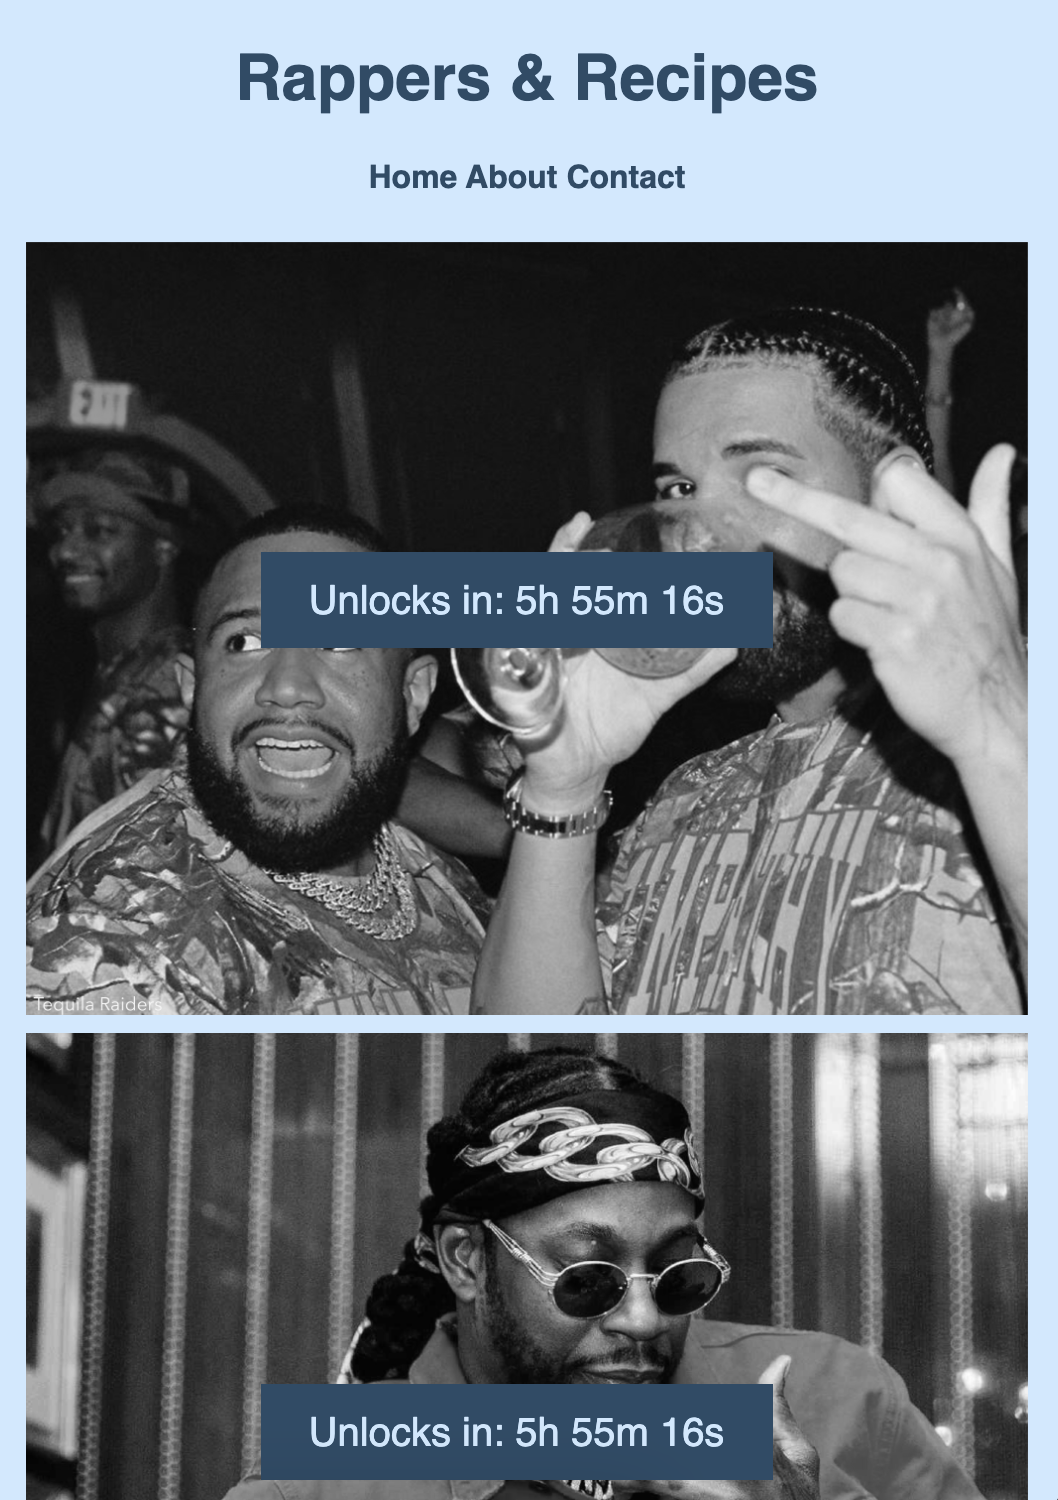 Rappers & Recipes
Home About Contact
EXIT
Unlocks in: 5h 55m 16s
Tequila Raiders
Unlocks in: 5h 55m 16s